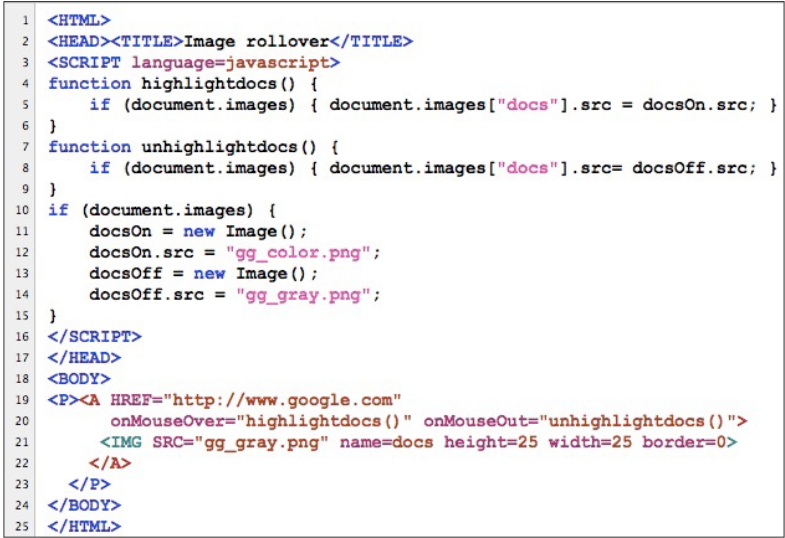 1 <HTML>
2 <HEAD><TITLE>Image rollover</TITLE>
3 <SCRIPT language=javascript>
4 function highlightdocs() {
5     if (document.images) { document.images["docs"].src = docsOn.src; }
6 }
7 function unhighlightdocs() {
8     if (document.images) { document.images["docs"].src= docsOff.src; }
9 }
10 if (document.images) {
11     docsOn = new Image();
12     docsOn.src = "gg_color.png";
13     docsOff = new Image();
14     docsOff.src = "gg_gray.png";
15 }
16 </SCRIPT>
17 </HEAD>
18 <BODY>
19 <P><A HREF="http://www.google.com"
20       onMouseOver="highlightdocs()" onMouseOut="unhighlightdocs()">
21      <IMG SRC="gg_gray.png" name=docs height=25 width=25 border=0>
22     </A>
23   </P>
24 </BODY>
25 </HTML>